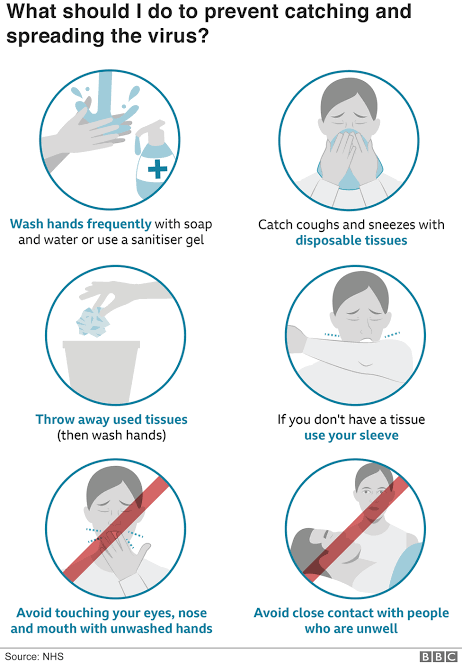 What should I do to prevent catching and
spreading the virus?
Wash hands frequently with soap
and water or use a sanitiser gel
Catch coughs and sneezes with
disposable tissues
Throw away used tissues
(then wash hands)
If you don't have a tissue
use your sleeve
Avoid touching your eyes, nose
and mouth with unwashed hands
Avoid close contact with people
who are unwell
Source: NHS
BBC